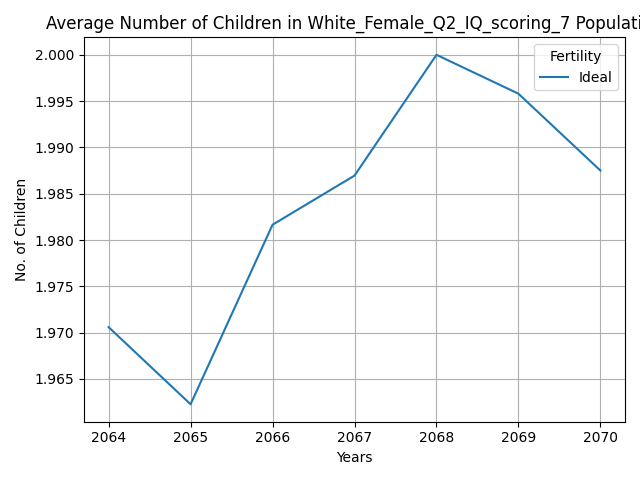 Average Number of Children in White_Female_Q2_IQ_scoring_7 Populati
Fertility
Ideal
2.000
1.995
1.990
1.985
1.980
1.975
1.970
1.965
No. of Children
2064 2065 2066 2067 2068 2069 2070
Years